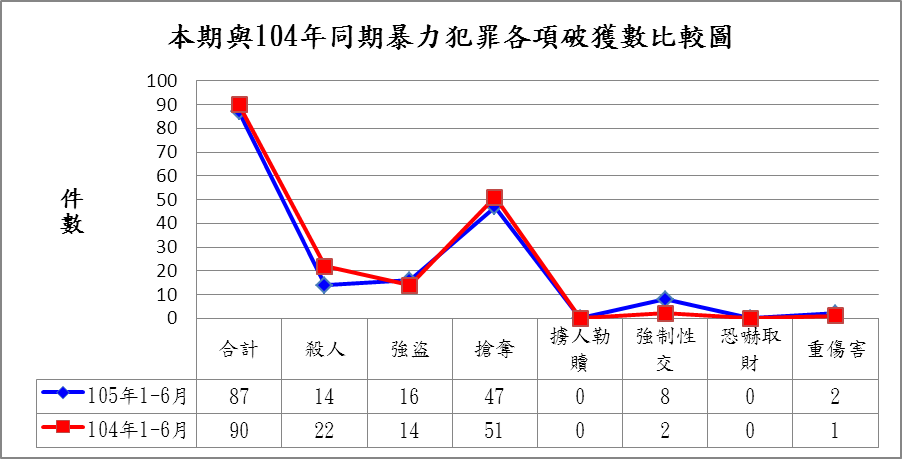 本期與104年同期暴力犯罪各項破獲數比較圖
件數
100
90
80
70
60
50
40
30
20
10
0
合計 殺人 強盜 搶奪 擄人勒贖 強制性交 恐嚇取財 重傷害
105年1-6月 87 14 16 47 0 8 0 2
104年1-6月 90 22 14 51 0 2 0 1